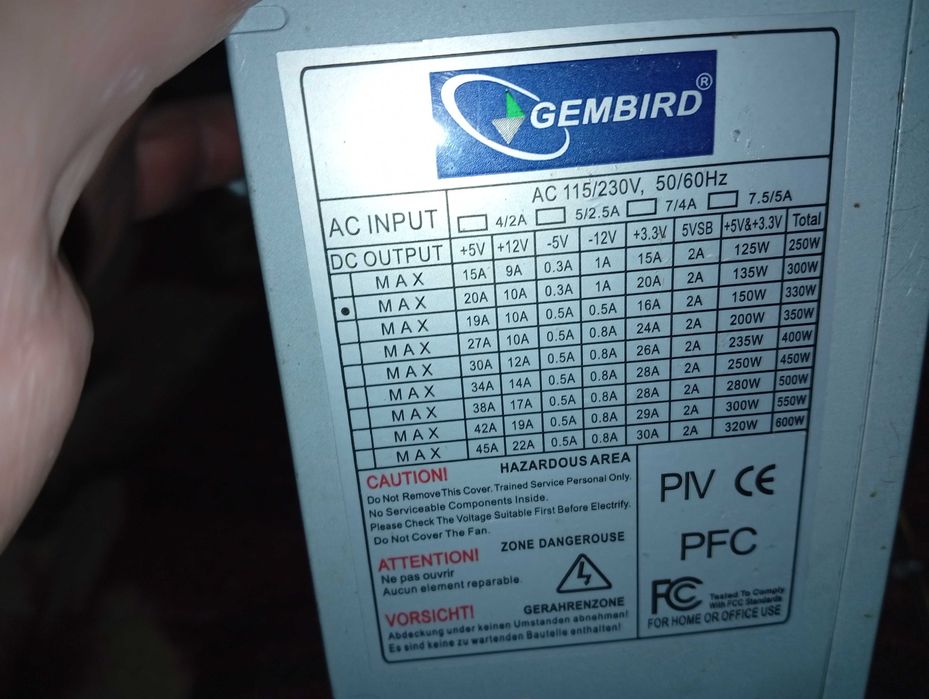 GEMBIRD®
AC INPUT AC 115/230V, 50/60Hz
4/2A 5/2.5A 7/4A 7.5/5A
DC OUTPUT +5V +12V -5V -12V +3.3V 5VSB +5V&+3.3V Total
MAX 15A 9A 0.3A 1A 15A 2A 125W 250W
MAX 20A 10A 0.3A 1A 20A 2A 135W 300W
MAX 19A 10A 0.5A 0.5A 16A 2A 150W 330W
MAX 27A 10A 0.5A 0.8A 24A 2A 200W 350W
MAX 30A 12A 0.5A 0.8A 26A 2A 235W 400W
MAX 34A 14A 0.5A 0.8A 28A 2A 250W 450W
MAX 38A 17A 0.5A 0.8A 28A 2A 280W 500W
MAX 42A 19A 0.5A 0.8A 29A 2A 300W 550W
MAX 45A 22A 0.5A 0.8A 30A 2A 320W 600W
CAUTION! HAZARDOUS AREA
Do Not Remove This Cover. Trained Service Personal Only.
No Serviceable Components Inside.
Please Check The Voltage Suitable First Before Electrify.
Do Not Cover The Fan.
ATTENTION! ZONE DANGEROUSE
Ne pas ouvrir
Aucun element reparable.
VORSICHT! GERAHRENZONE
Abdeckung under keinen Umstanden abnehmen!
Es sind keine zu wartenden Bauteile enthalten!
PIV CE
PFC
FC Tested To Comply
With FCC Standards
FOR HOME OR OFFICE USE